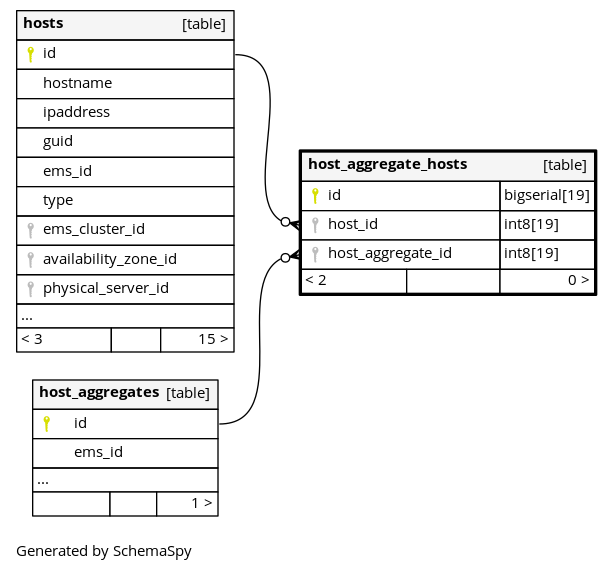 hosts [table]
id
hostname
ipaddress
guid
ems_id
type
ems_cluster_id
availability_zone_id
physical_server_id
...
< 3 15 >
host_aggregate_hosts [table]
id bigserial[19]
host_id int8[19]
host_aggregate_id int8[19]
< 2 0 >
host_aggregates [table]
id
ems_id
...
1 >
Generated by SchemaSpy